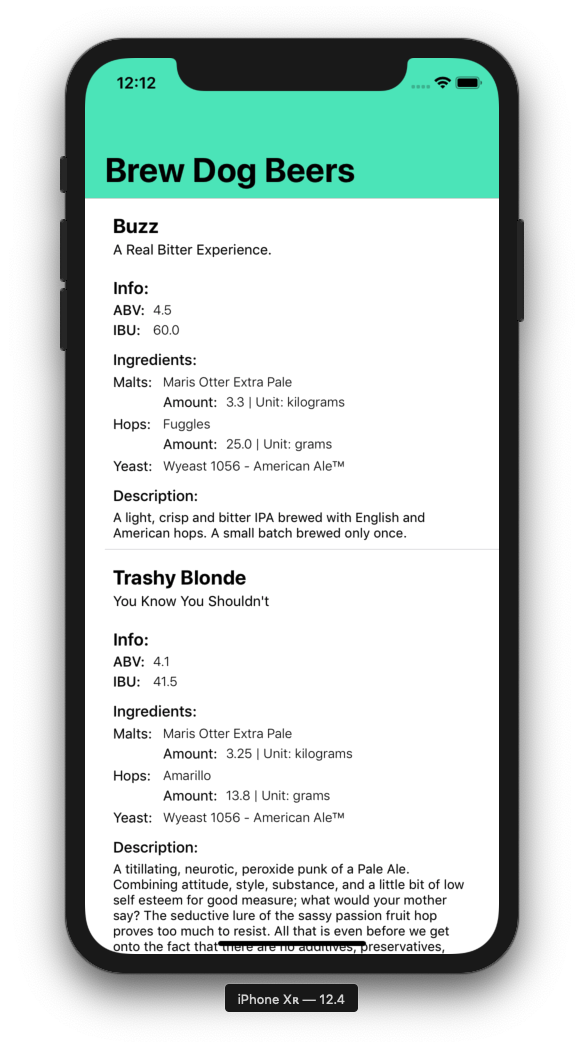 12:12
Brew Dog Beers
Buzz
A Real Bitter Experience.
Info:
ABV: 4.5
IBU: 60.0
Ingredients:
Malts: Maris Otter Extra Pale
Amount: 3.3 | Unit: kilograms
Hops: Fuggles
Amount: 25.0 | Unit: grams
Yeast: Wyeast 1056 - American Ale™
Description:
A light, crisp and bitter IPA brewed with English and
American hops. A small batch brewed only once.
Trashy Blonde
You Know You Shouldn't
Info:
ABV: 4.1
IBU: 41.5
Ingredients:
Malts: Maris Otter Extra Pale
Amount: 3.25 | Unit: kilograms
Hops: Amarillo
Amount: 13.8 | Unit: grams
Yeast: Wyeast 1056 - American Ale™
Description:
A titillating, neurotic, peroxide punk of a Pale Ale.
Combining attitude, style, substance, and a little bit of low
self esteem for good measure; what would your mother
say? The seductive lure of the sassy passion fruit hop
proves too much to resist. All that is even before we get
onto the fact that there are no additives, preservatives,
iPhone Xʀ — 12.4